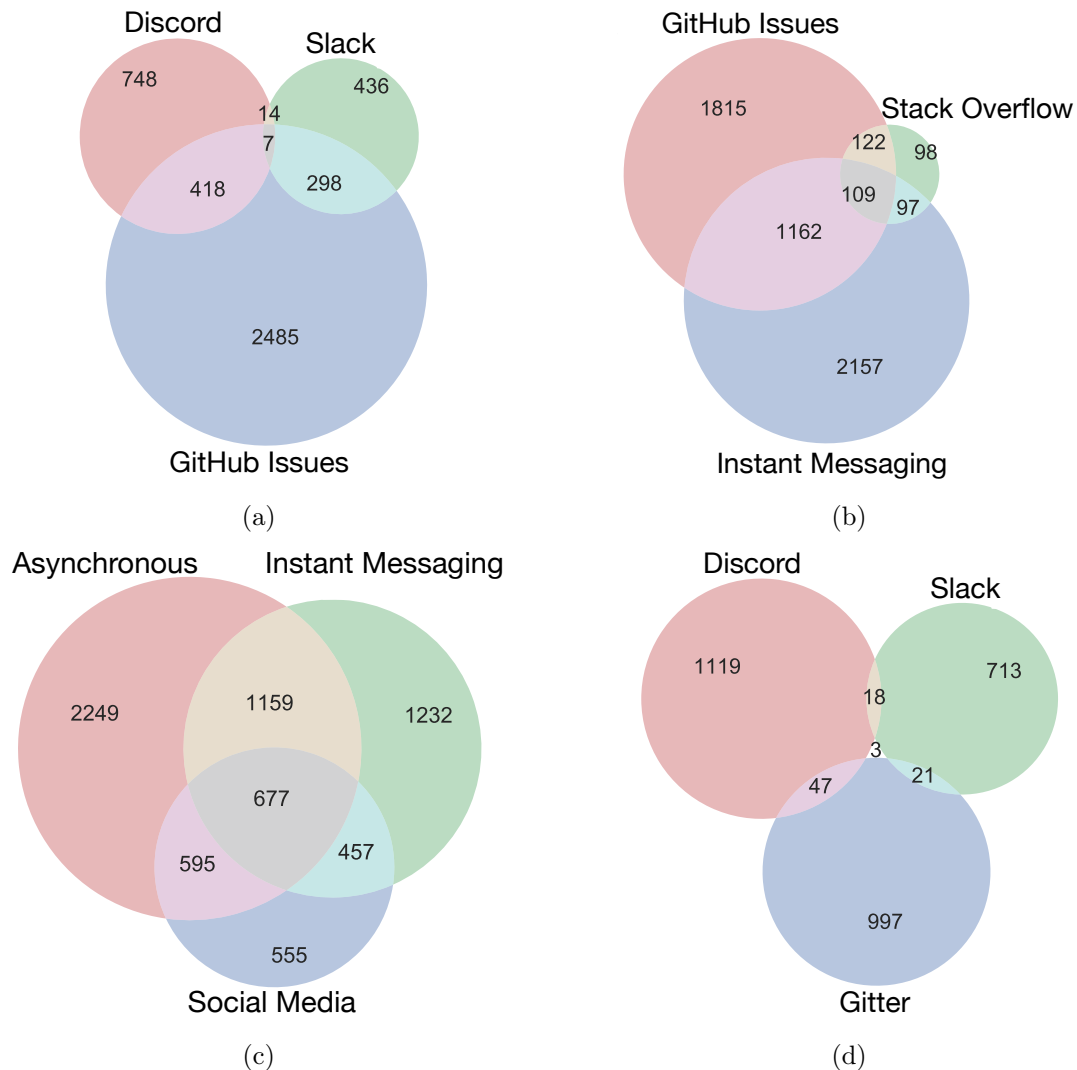 Discord
Slack
748
436
14
7
418
298
2485
GitHub Issues
(a)
GitHub Issues
Stack Overflow
1815
122
98
109
97
1162
2157
Instant Messaging
(b)
Asynchronous
Instant Messaging
2249
1159
1232
677
595
457
555
Social Media
(c)
Discord
Slack
1119
713
18
3
47
21
997
Gitter
(d)